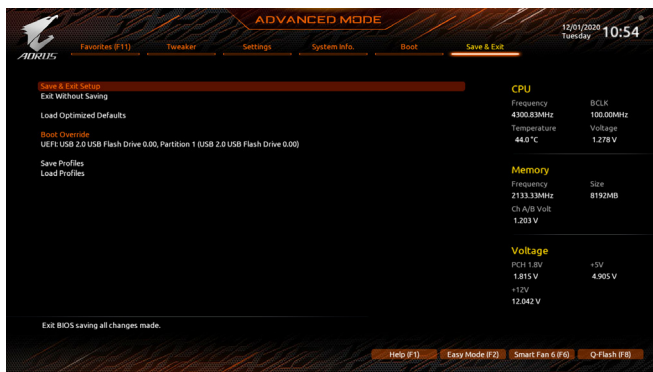 ADVANCED MODE
12/01/2020 Tuesday 10:54
AORUS
Favorites (F11) Tweaker Settings System Info. Boot Save & Exit
Save & Exit Setup
Exit Without Saving
Load Optimized Defaults
Boot Override
UEFI: USB 2.0 USB Flash Drive 0.00, Partition 1 (USB 2.0 USB Flash Drive 0.00)
Save Profiles
Load Profiles
CPU
Frequency BCLK
4300.83MHz 100.00MHz
Temperature Voltage
44.0 °C 1.278 V
Memory
Frequency Size
2133.33MHz 8192MB
Ch A/B Volt
1.203 V
Voltage
PCH 1.8V +5V
1.815 V 4.905 V
+12V
12.042 V
Exit BIOS saving all changes made.
Help (F1) Easy Mode (F2) Smart Fan 6 (F6) Q-Flash (F8)